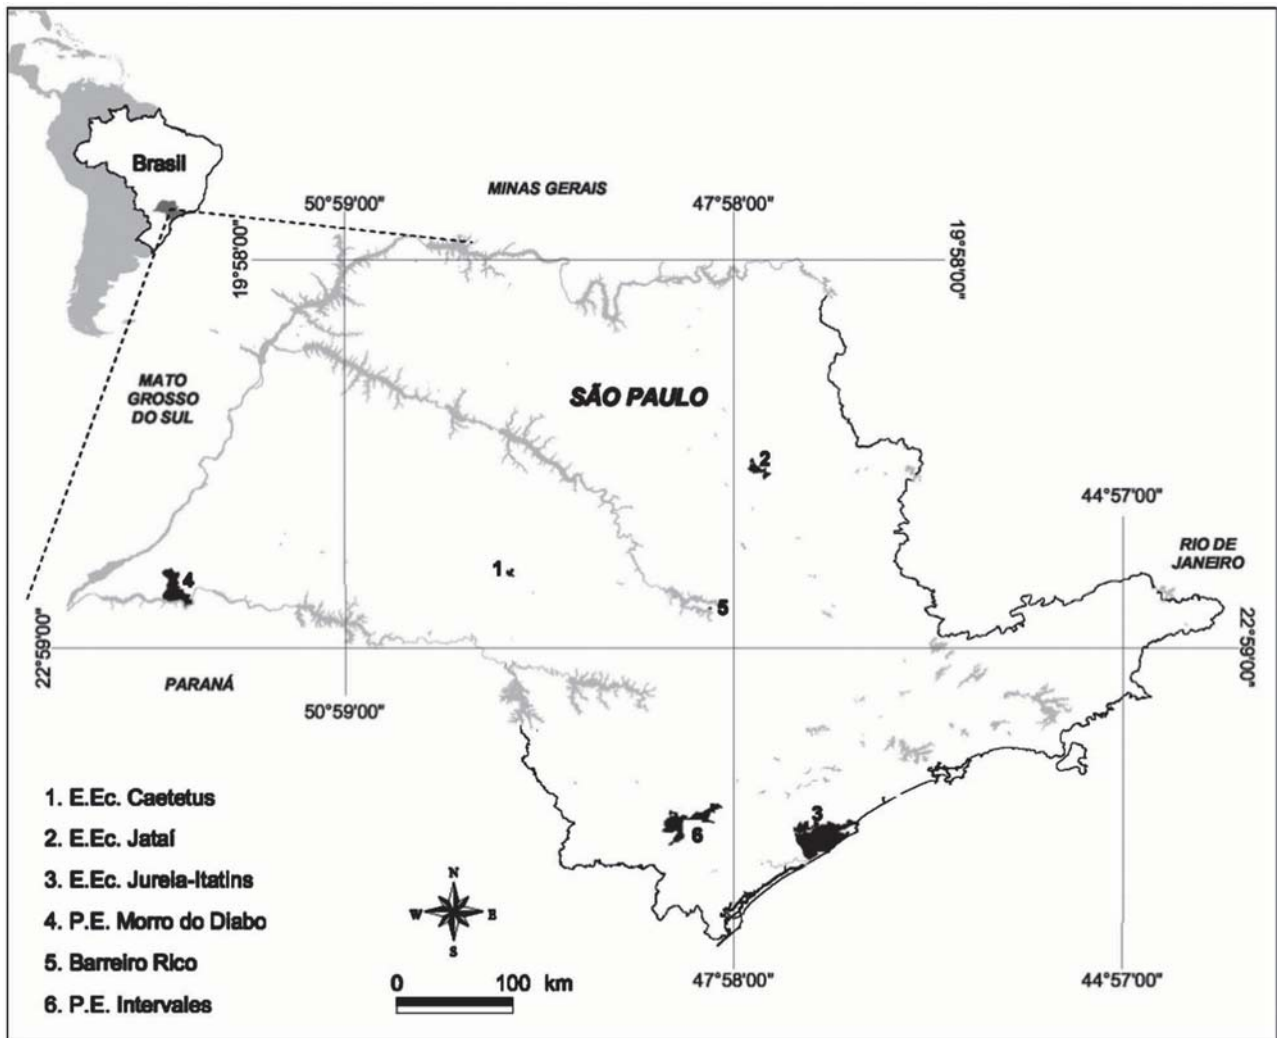 Brasil
MINAS GERAIS
50°59'00"
47°58'00"
19°58'00"
19°58'00"
MATO
GROSSO
DO SUL
SÃO PAULO
2
44°57'00"
RIO DE
JANEIRO
1
4
5
22°59'00"
22°59'00"
PARANÁ
50°59'00"
1. E.Ec. Caetetus
2. E.Ec. Jataí
3. E.Ec. Jureia-Itatins
4. P.E. Morro do Diabo
5. Barreiro Rico
6. P.E. Intervales
3
6
N
W E
S
0 100 km
47°58'00"
44°57'00"